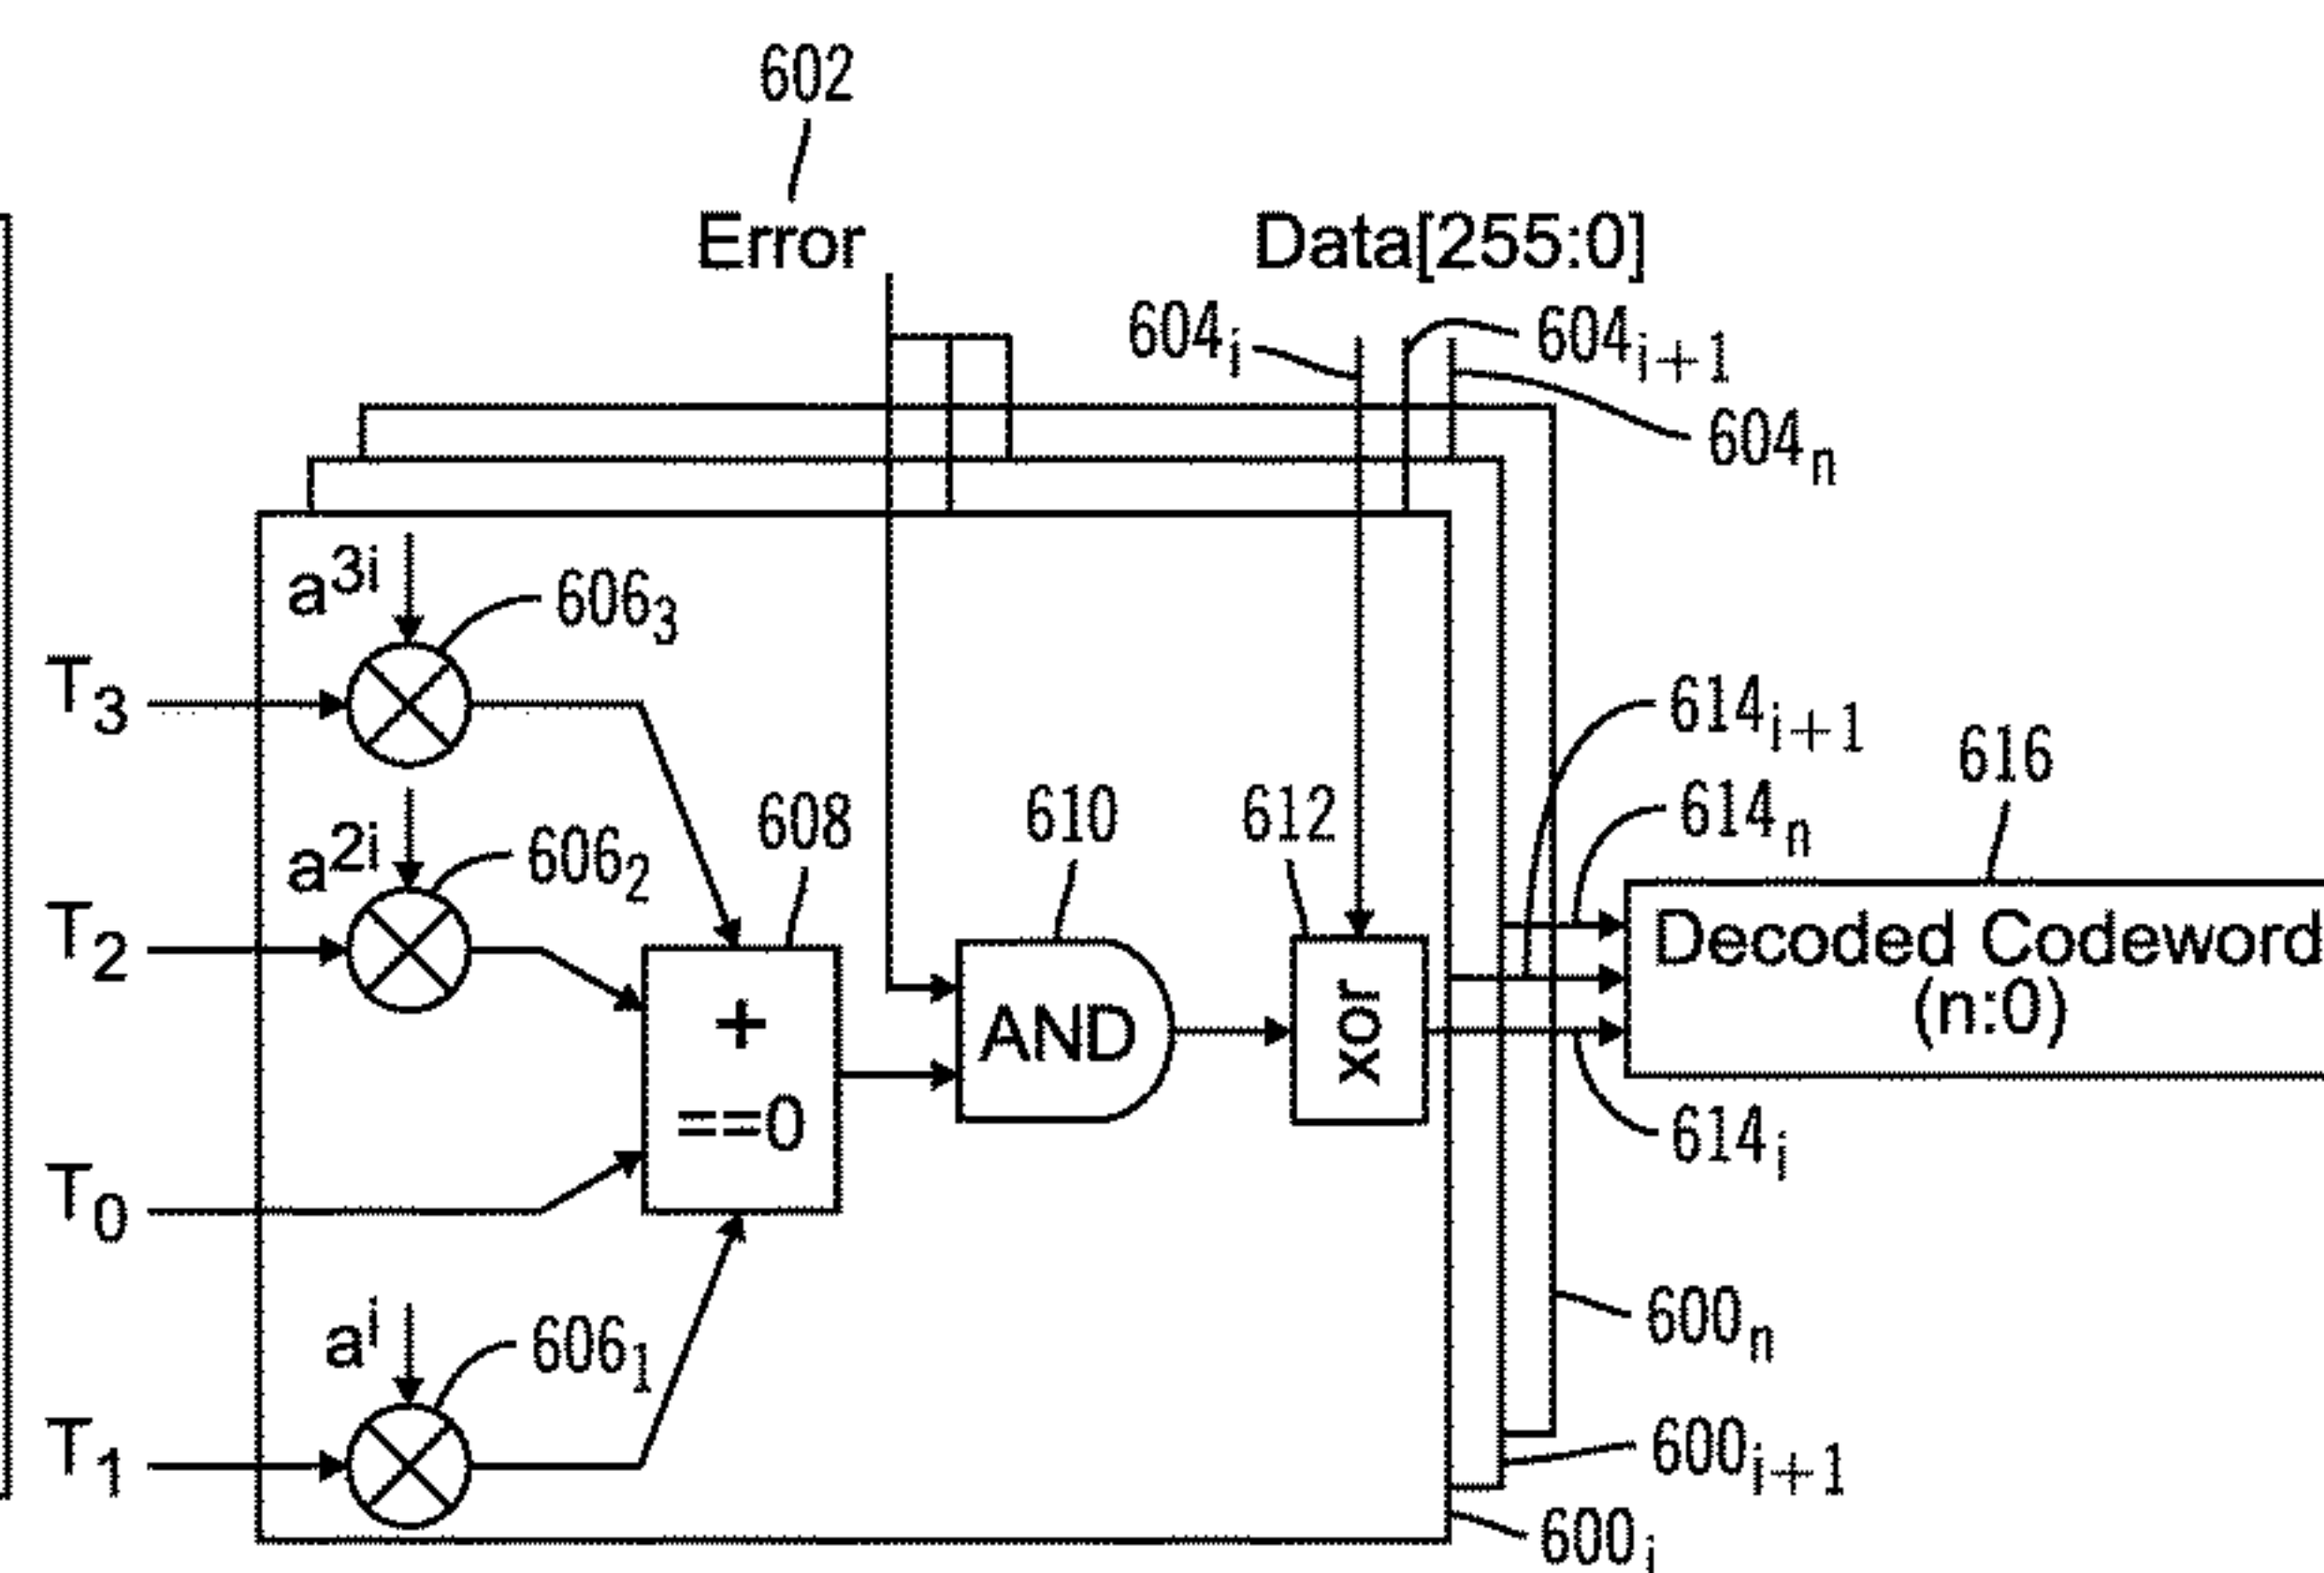 602
Error
Data[255:0]
604i
604i+1
604n
a3i
6063
T3
614i+1
616
614n
608
610
612
a2i
6062
T2
Decoded Codeword
(n:0)
+
==0
AND
xor
614i
T0
600n
ai
6061
T1
600i+1
600i